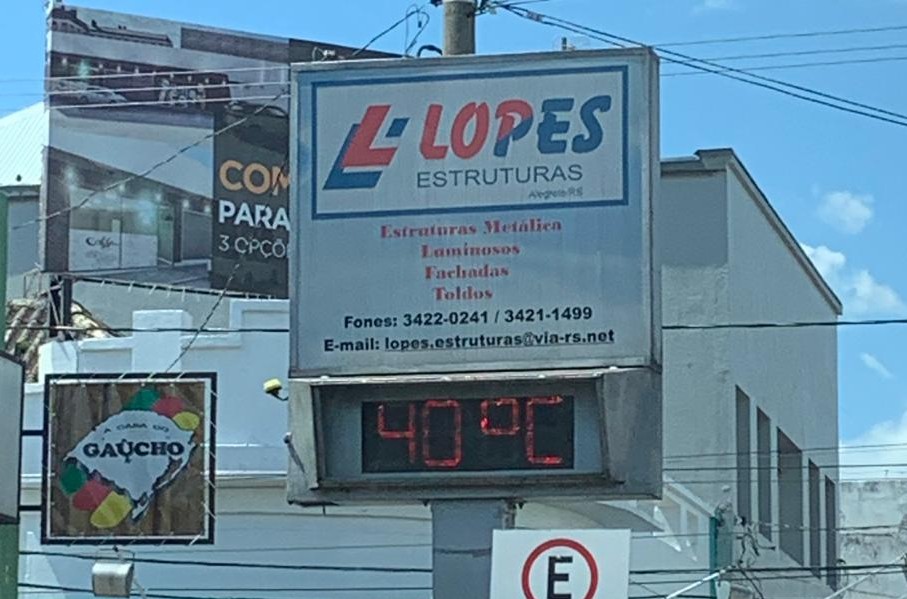 LOPES
ESTRUTURAS
Alegrete/RS
Estruturas Metálica
Luminosos
Fachadas
Toldos
Fones: 3422-0241 / 3421-1499
E-mail: lopes.estruturas@via-rs.net
40 °C
COM
PARA
3 OPÇÕ
A CASA DO
GAÚCHO
E